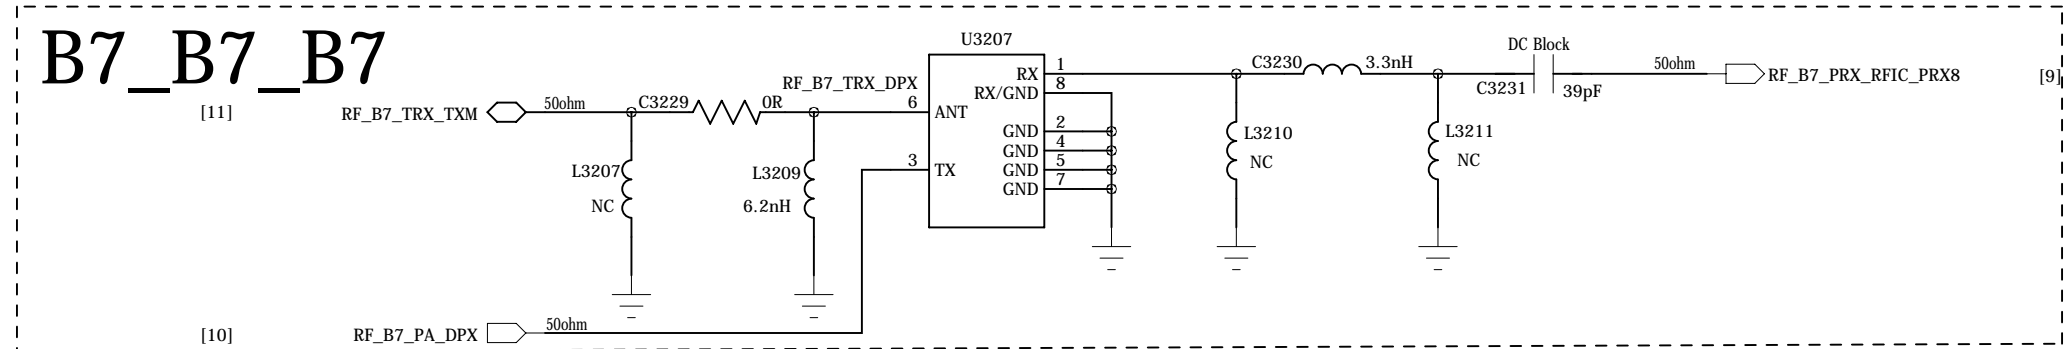 B7_B7_B7
U3207
DC Block
RX 1 C3230 3.3nH 50ohm RF_B7_PRX_RFIC_PRX8 [9]
RF_B7_TRX_DPX RX/GND 8 C3231 39pF
[11] RF_B7_TRX_TXM 50ohm C3229 0R 6 ANT
GND 2 L3210 L3211
GND 4
3 TX GND 5 NC NC
L3207 L3209 GND 7
NC 6.2nH
[10] RF_B7_PA_DPX 50ohm